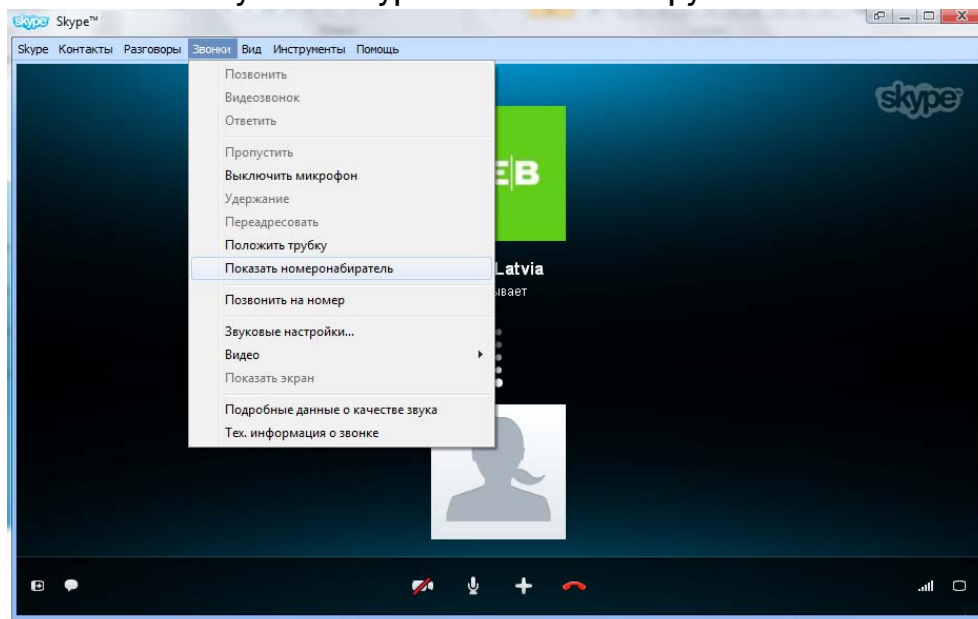 Skype™
Skype Контакты Разговоры Звонки Вид Инструменты Помощь
Позвонить
Видеозвонок
Ответить
Пропустить
Выключить микрофон
Удержание
Переадресовать
Положить трубку
Показать номеронабиратель
Позвонить на номер
Звуковые настройки...
Видео
Показать экран
Подробные данные о качестве звука
Тех. информация о звонке
skype
E|B
Latvia